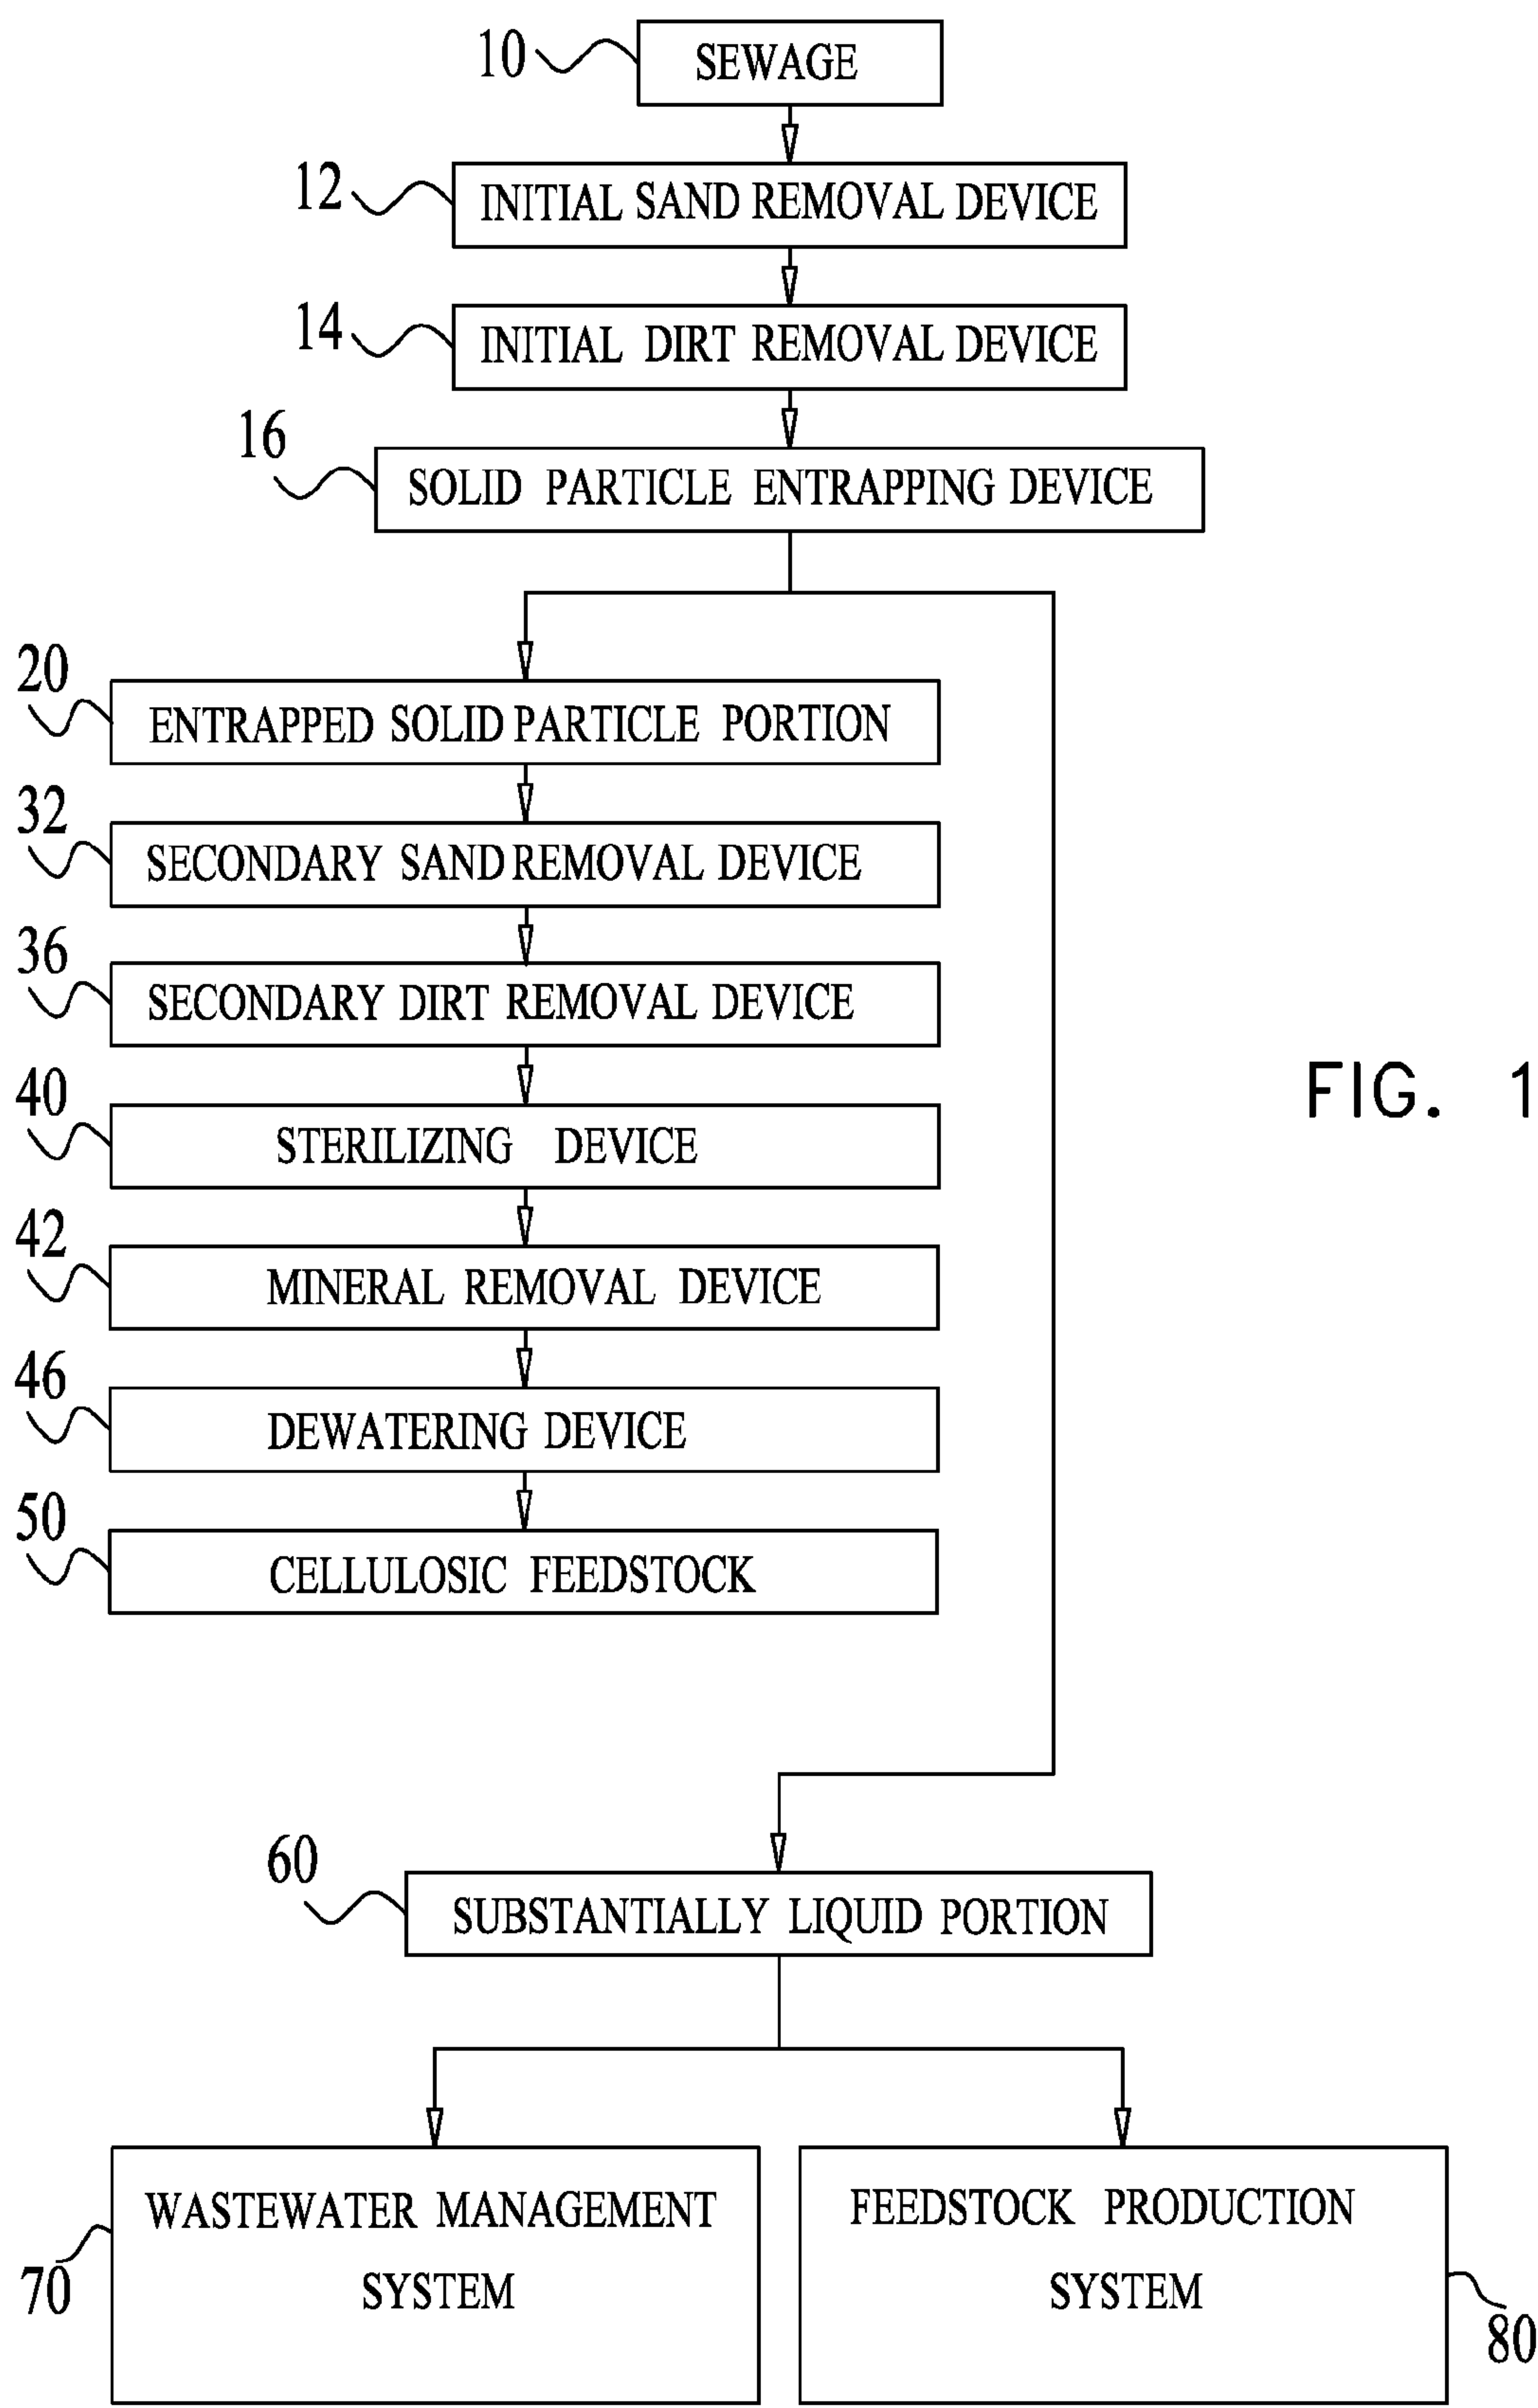 10
SEWAGE
12
INITIAL SAND REMOVAL DEVICE
14
INITIAL DIRT REMOVAL DEVICE
16
SOLID PARTICLE ENTRAPPING DEVICE
20
ENTRAPPED SOLID PARTICLE PORTION
32
SECONDARY SAND REMOVAL DEVICE
36
SECONDARY DIRT REMOVAL DEVICE
40
STERILIZING DEVICE
FIG. 1
42
MINERAL REMOVAL DEVICE
46
DEWATERING DEVICE
50
CELLULOSIC FEEDSTOCK
60
SUBSTANTIALLY LIQUID PORTION
WASTEWATER MANAGEMENT
SYSTEM
70
FEEDSTOCK PRODUCTION
SYSTEM
80